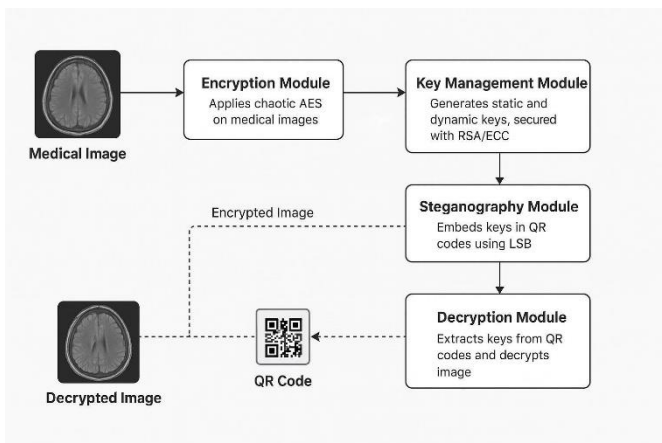 Encryption Module
Applies chaotic AES
on medical images
Key Management Module
Generates static and
dynamic keys, secured
with RSA/ECC
Medical Image
Steganography Module
Embeds keys in QR
codes using LSB
Encrypted Image
Decryption Module
Extracts keys from QR
codes and decrypts
image
QR Code
Decrypted Image